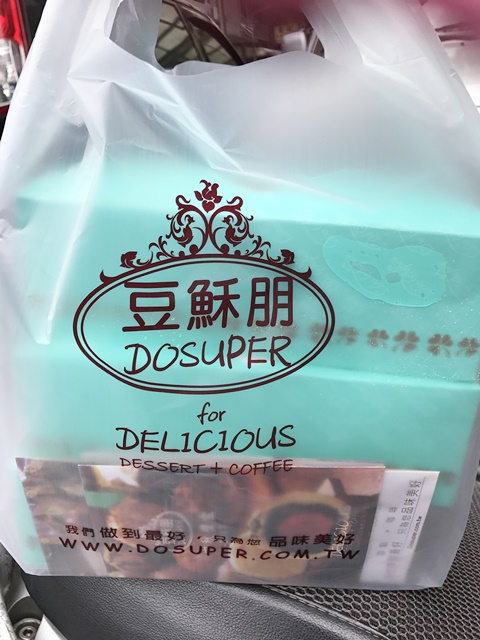 豆穌朋
DOSUPER
for
DELICIOUS
DESSERT + COFFEE
我們做到最好，只為您品味美好
WWW.DOSUPER.COM.TW